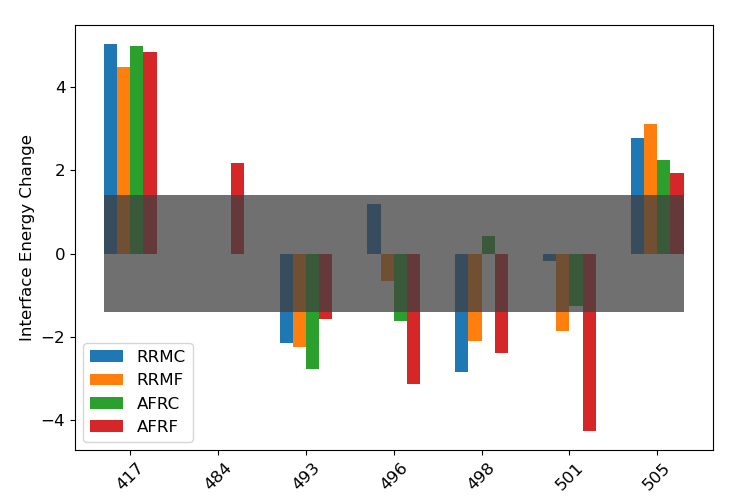 Interface Energy Change
4
2
0
−2
−4
RRMC
RRMF
AFRC
AFRF
417
484
493
496
498
501
505